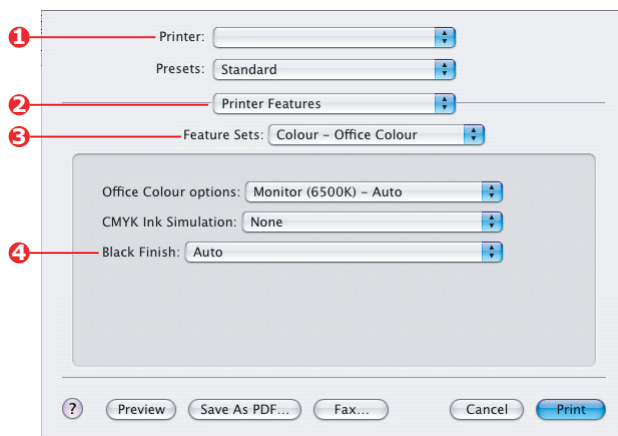 1 Printer:
Presets: Standard
2 Printer Features
3 Feature Sets: Colour – Office Colour
Office Colour options: Monitor (6500K) – Auto
CMYK Ink Simulation: None
4 Black Finish: Auto
? Preview Save As PDF... Fax... Cancel Print